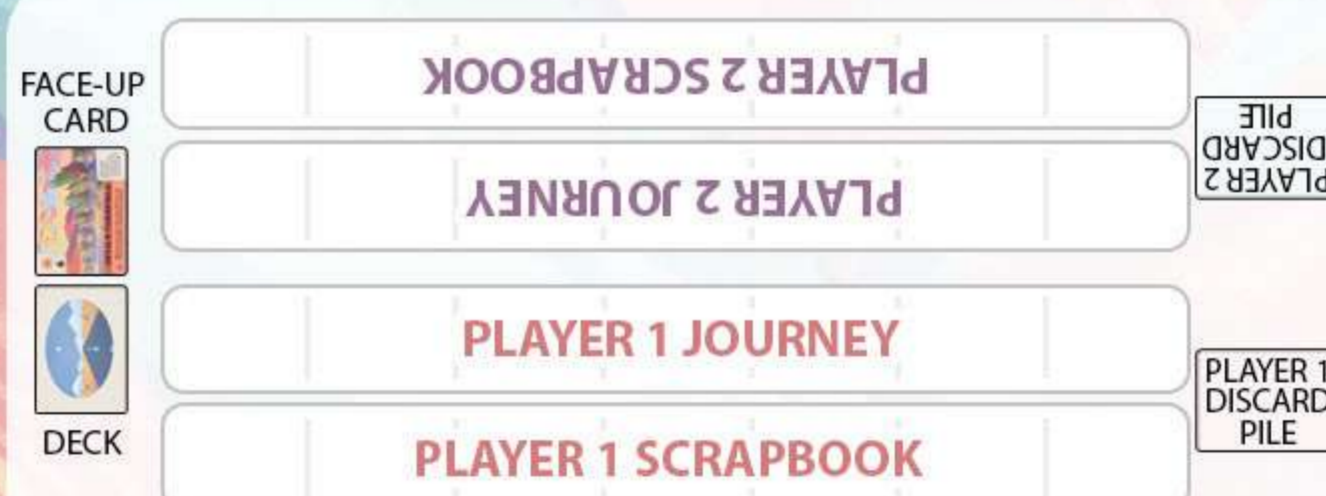 FACE-UP
CARD
PLAYER 2 SCRAPBOOK
PLAYER 2 JOURNEY
PLAYER 2
DISCARD
PILE
DECK
PLAYER 1 JOURNEY
PLAYER 1 SCRAPBOOK
PLAYER 1
DISCARD
PILE